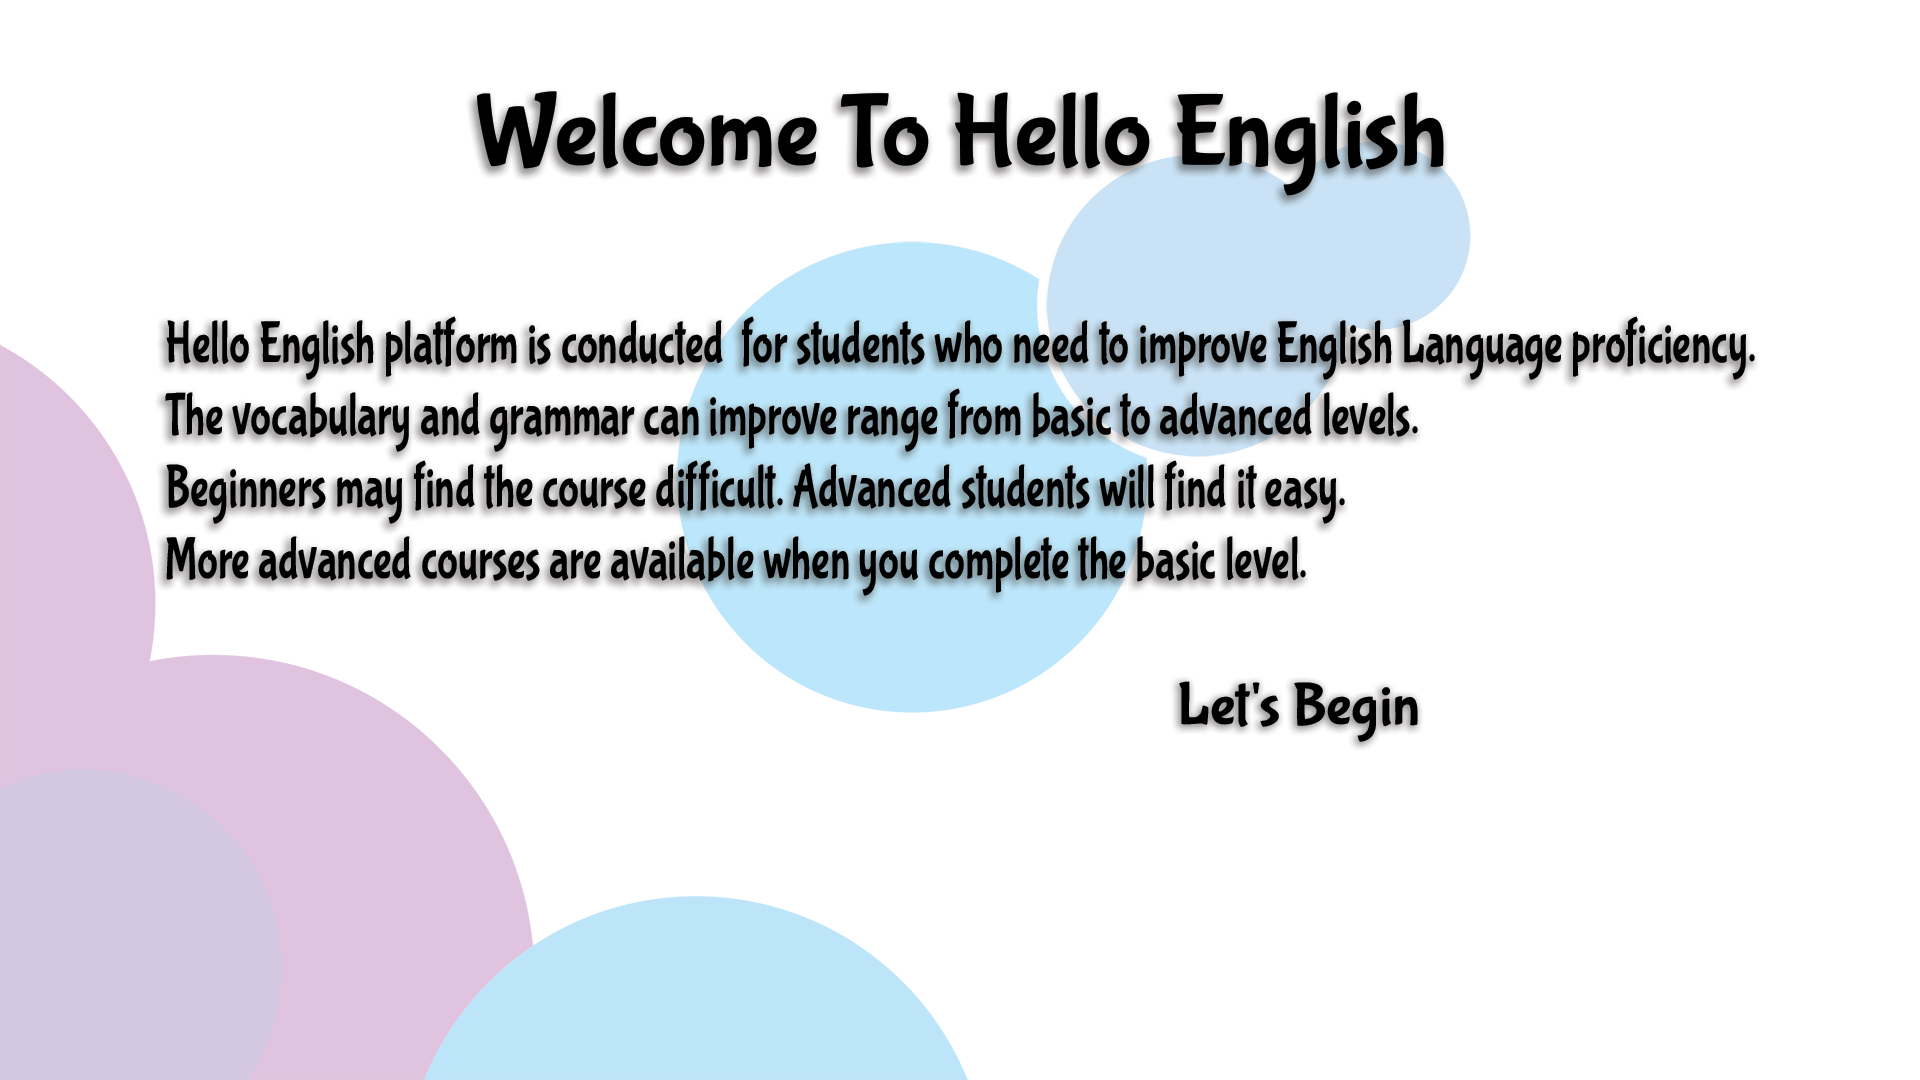 Welcome To Hello English
Hello English platform is conducted for students who need to improve English Language proficiency.
The vocabulary and grammar can improve range from basic to advanced levels.
Beginners may find the course difficult. Advanced students will find it easy.
More advanced courses are available when you complete the basic level.
Let's Begin